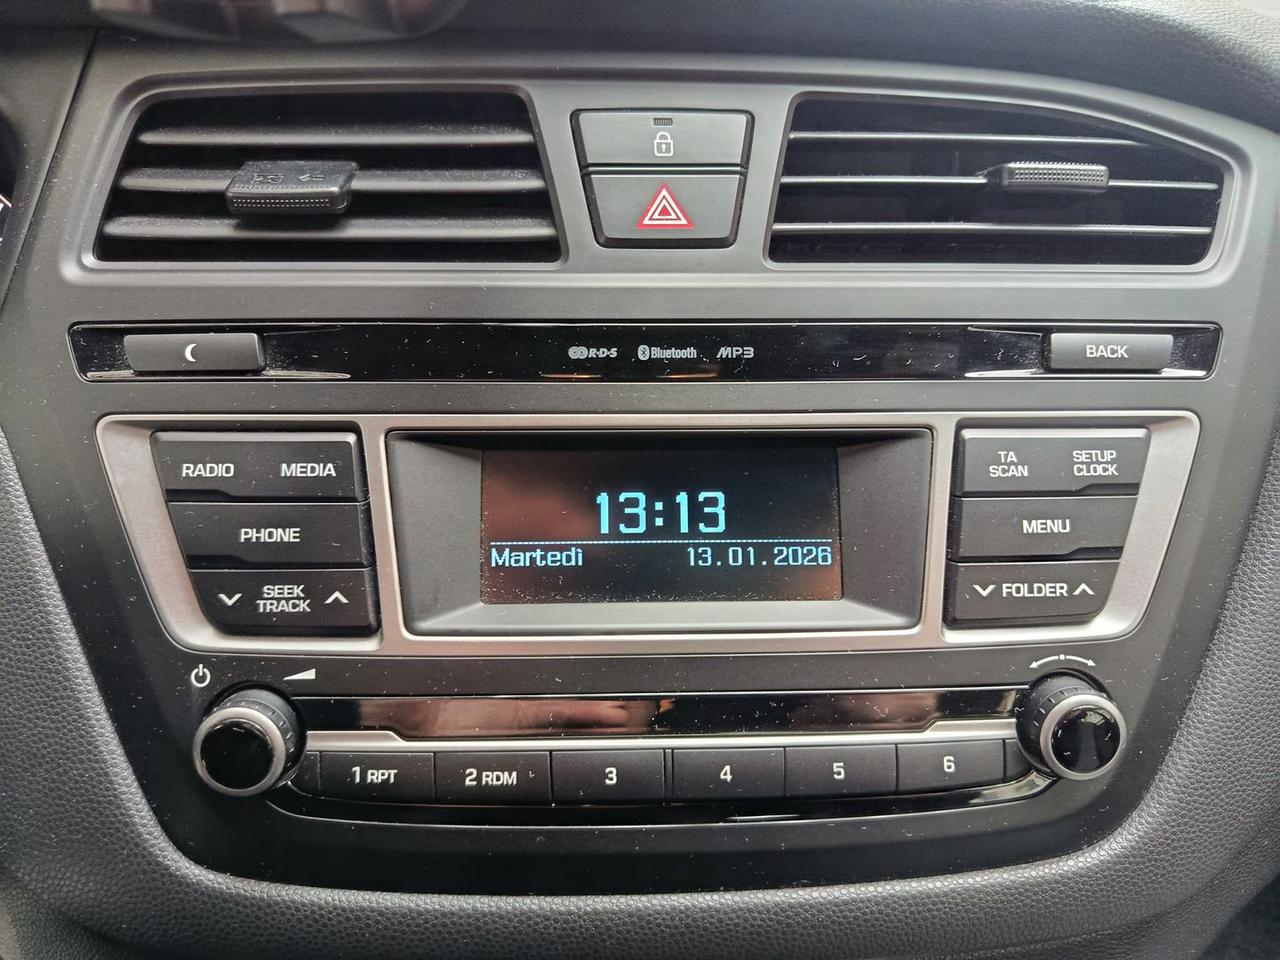 R·D·S Bluetooth MP3
BACK
RADIO MEDIA
PHONE
SEEK
TRACK
13:13
Martedì 13.01.2026
TA
SCAN
SETUP
CLOCK
MENU
FOLDER
1 RPT
2 RDM
3
4
5
6